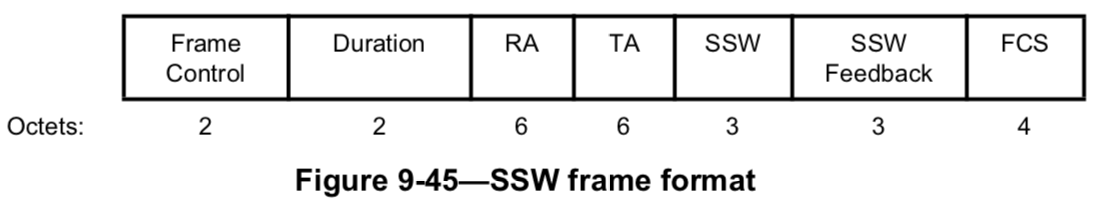 Frame Control Duration RA TA SSW SSW Feedback FCS
Octets: 2 2 6 6 3 3 4
Figure 9-45—SSW frame format